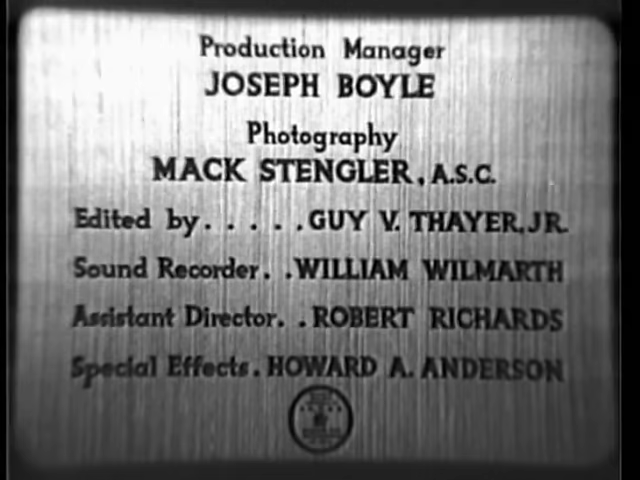 Production Manager
JOSEPH BOYLE
Photography
MACK STENGLER, A.S.C.
Edited by. . . . .GUY V. THAYER, JR.
Sound Recorder. .WILLIAM WILMARTH
Assistant Director. .ROBERT RICHARDS
Special Effects. HOWARD A. ANDERSON